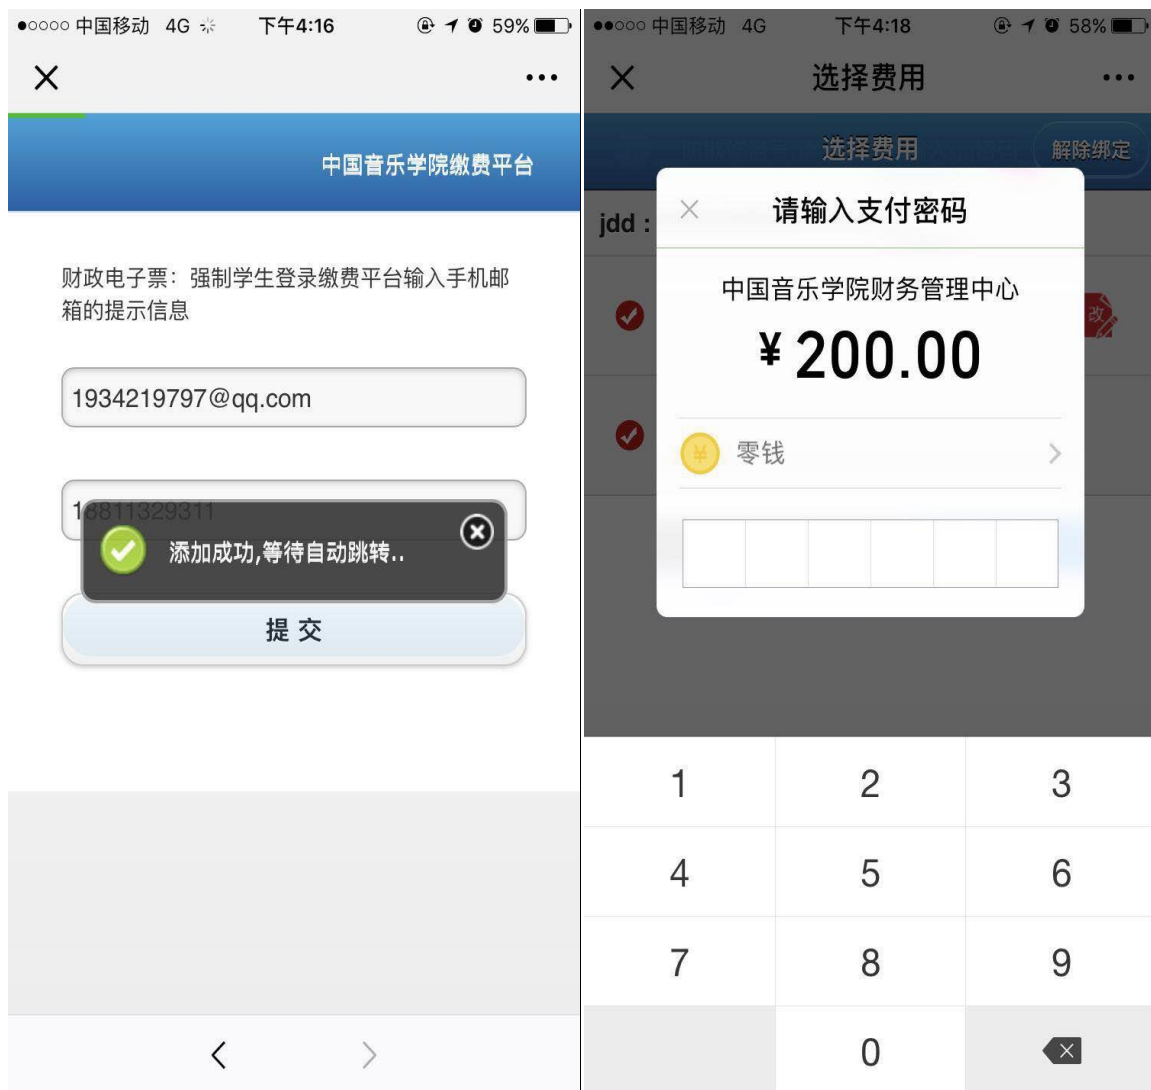 中国移动 4G 下午4:16 59%
中国音乐学院缴费平台
财政电子票：强制学生登录缴费平台输入手机邮
箱的提示信息
1934219797@qq.com
18811329311
添加成功,等待自动跳转..
提 交
中国移动 4G 下午4:18 58%
选择费用
选择费用 解除绑定
jdd：
请输入支付密码
中国音乐学院财务管理中心
¥200.00
零钱
改
1 2 3
4 5 6
7 8 9
0